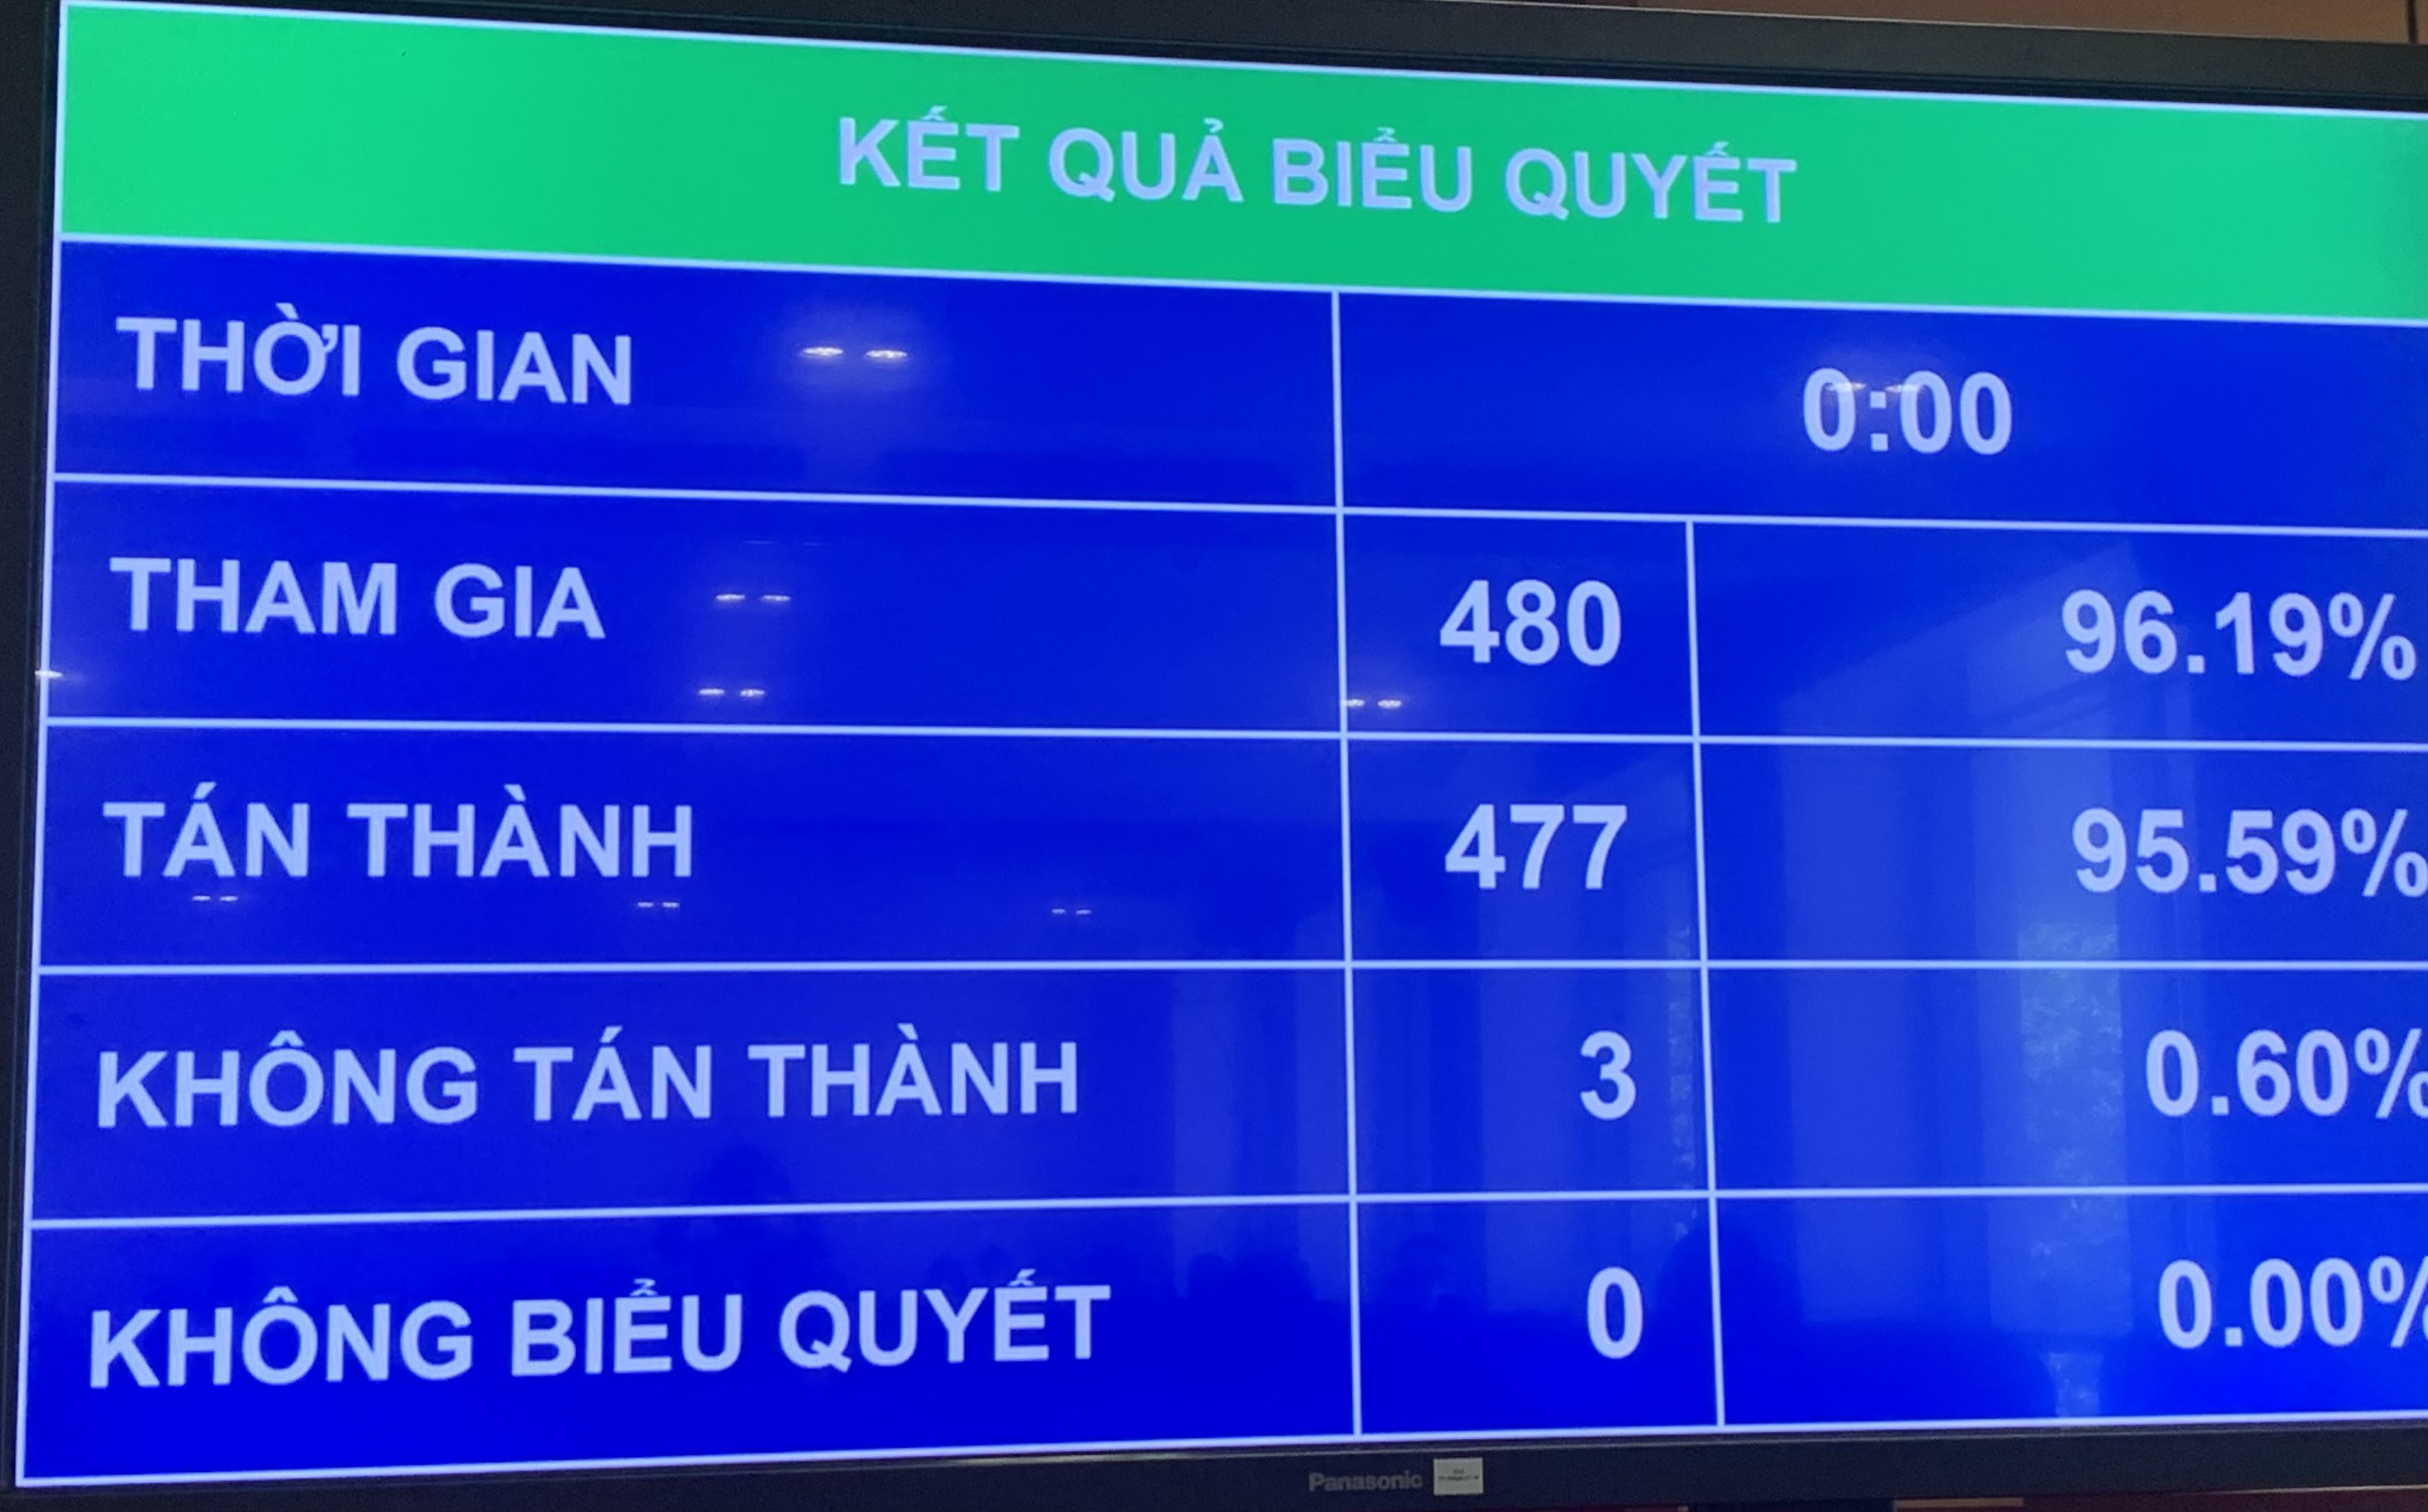 KẾT QUẢ BIỂU QUYẾT
THỜI GIAN 0:00
THAM GIA 480 96.19%
TÁN THÀNH 477 95.59%
KHÔNG TÁN THÀNH 3 0.60%
KHÔNG BIỂU QUYẾT 0 0.00%
Panasonic